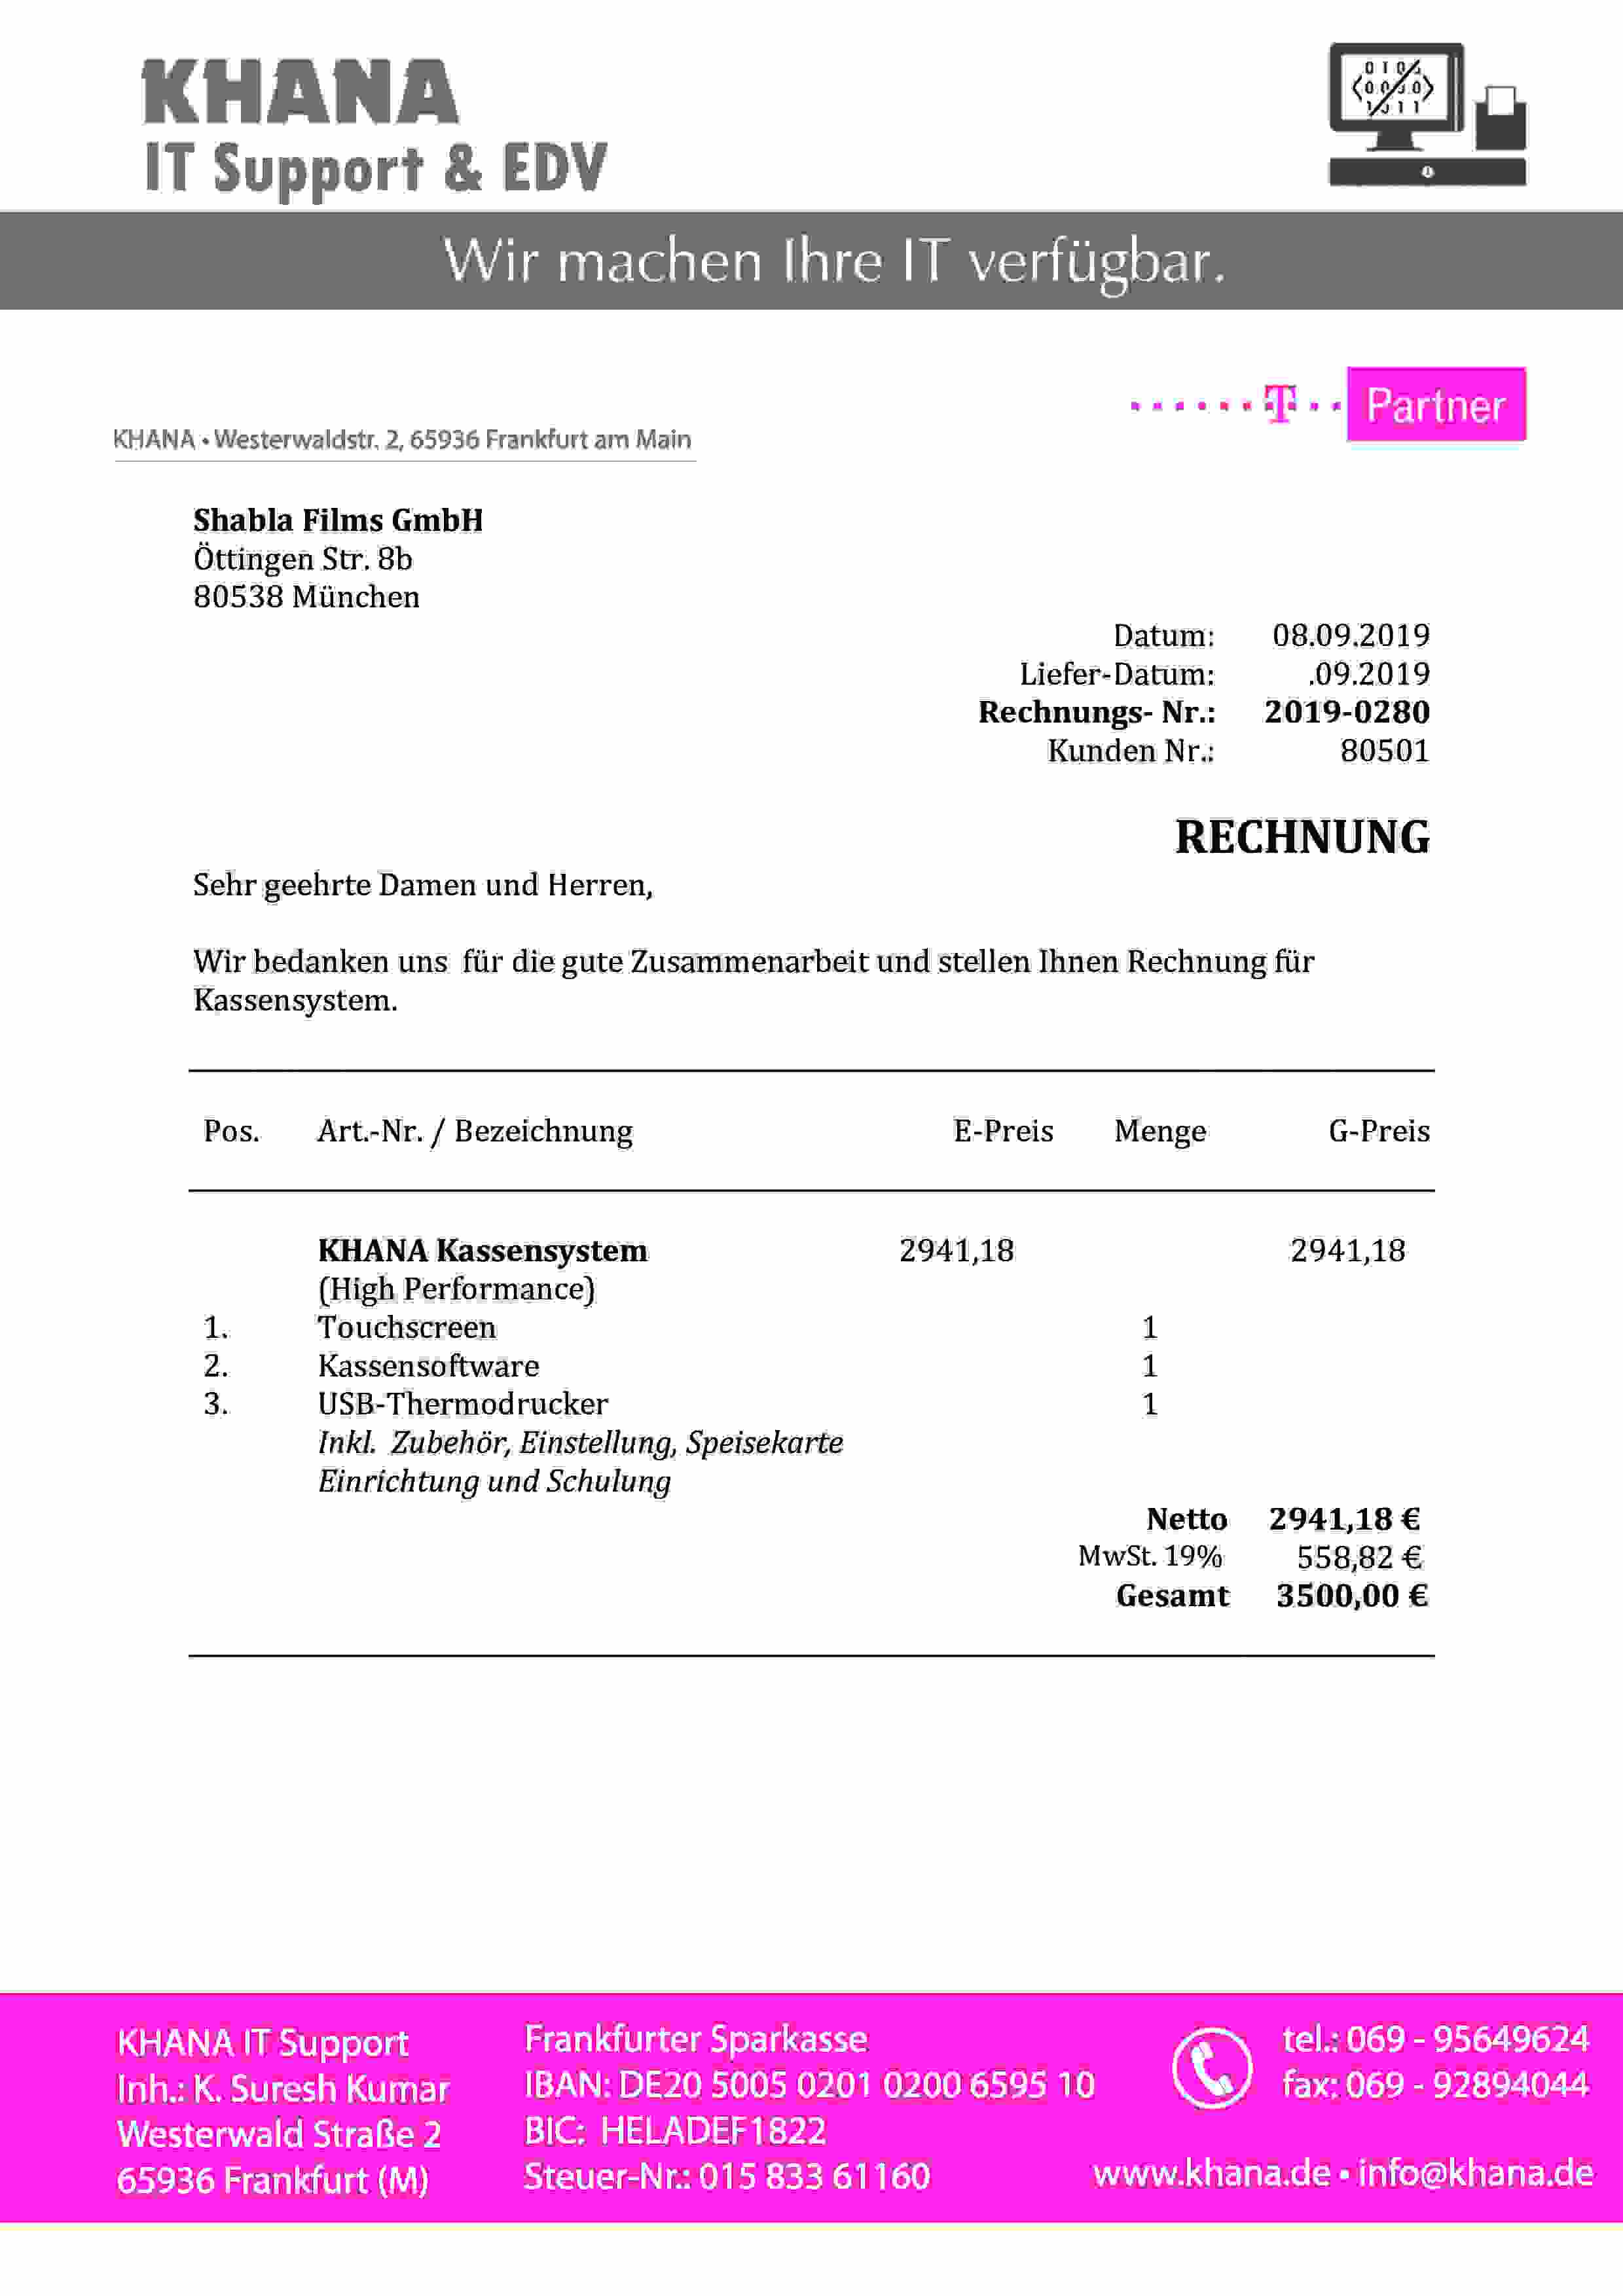 KHANA
IT Support & EDV
Wir machen Ihre IT verfügbar.
T Partner
KHANA • Westerwaldstr. 2, 65936 Frankfurt am Main
Shabla Films GmbH
Öttingen Str. 8b
80538 München
Datum: 08.09.2019
Liefer-Datum: .09.2019
Rechnungs- Nr.: 2019-0280
Kunden Nr.: 80501
RECHNUNG
Sehr geehrte Damen und Herren,
Wir bedanken uns für die gute Zusammenarbeit und stellen Ihnen Rechnung für
Kassensystem.
Pos. Art.-Nr. / Bezeichnung E-Preis Menge G-Preis
KHANA Kassensystem 2941,18 2941,18
(High Performance)
1. Touchscreen 1
2. Kassensoftware 1
3. USB-Thermodrucker 1
Inkl. Zubehör, Einstellung, Speisekarte
Einrichtung und Schulung
Netto 2941,18 €
MwSt. 19% 558,82 €
Gesamt 3500,00 €
KHANA IT Support
Inh.: K. Suresh Kumar
Westerwald Straße 2
65936 Frankfurt (M)
Frankfurter Sparkasse
IBAN: DE20 5005 0201 0200 6595 10
BIC: HELADEF1822
Steuer-Nr.: 015 833 61160
tel.: 069 - 95649624
fax: 069 - 92894044
www.khana.de • info@khana.de